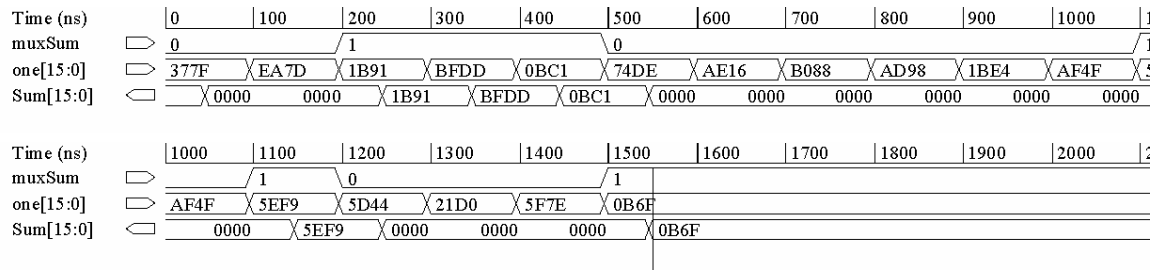 Time (ns) 0 100 200 300 400 500 600 700 800 900 1000 1
muxSum 0 1 0 1
one[15:0] 377F EA7D 1B91 BFDD 0BC1 74DE AE16 B088 AD98 1BE4 AF4F 5
Sum[15:0] 0000 0000 1B91 BFDD 0BC1 0000 0000 0000 0000 0000 0000
Time (ns) 1000 1100 1200 1300 1400 1500 1600 1700 1800 1900 2000 2
muxSum 1 0 1
one[15:0] AF4F 5EF9 5D44 21D0 5F7E 0B6F
Sum[15:0] 0000 5EF9 0000 0000 0000 0B6F